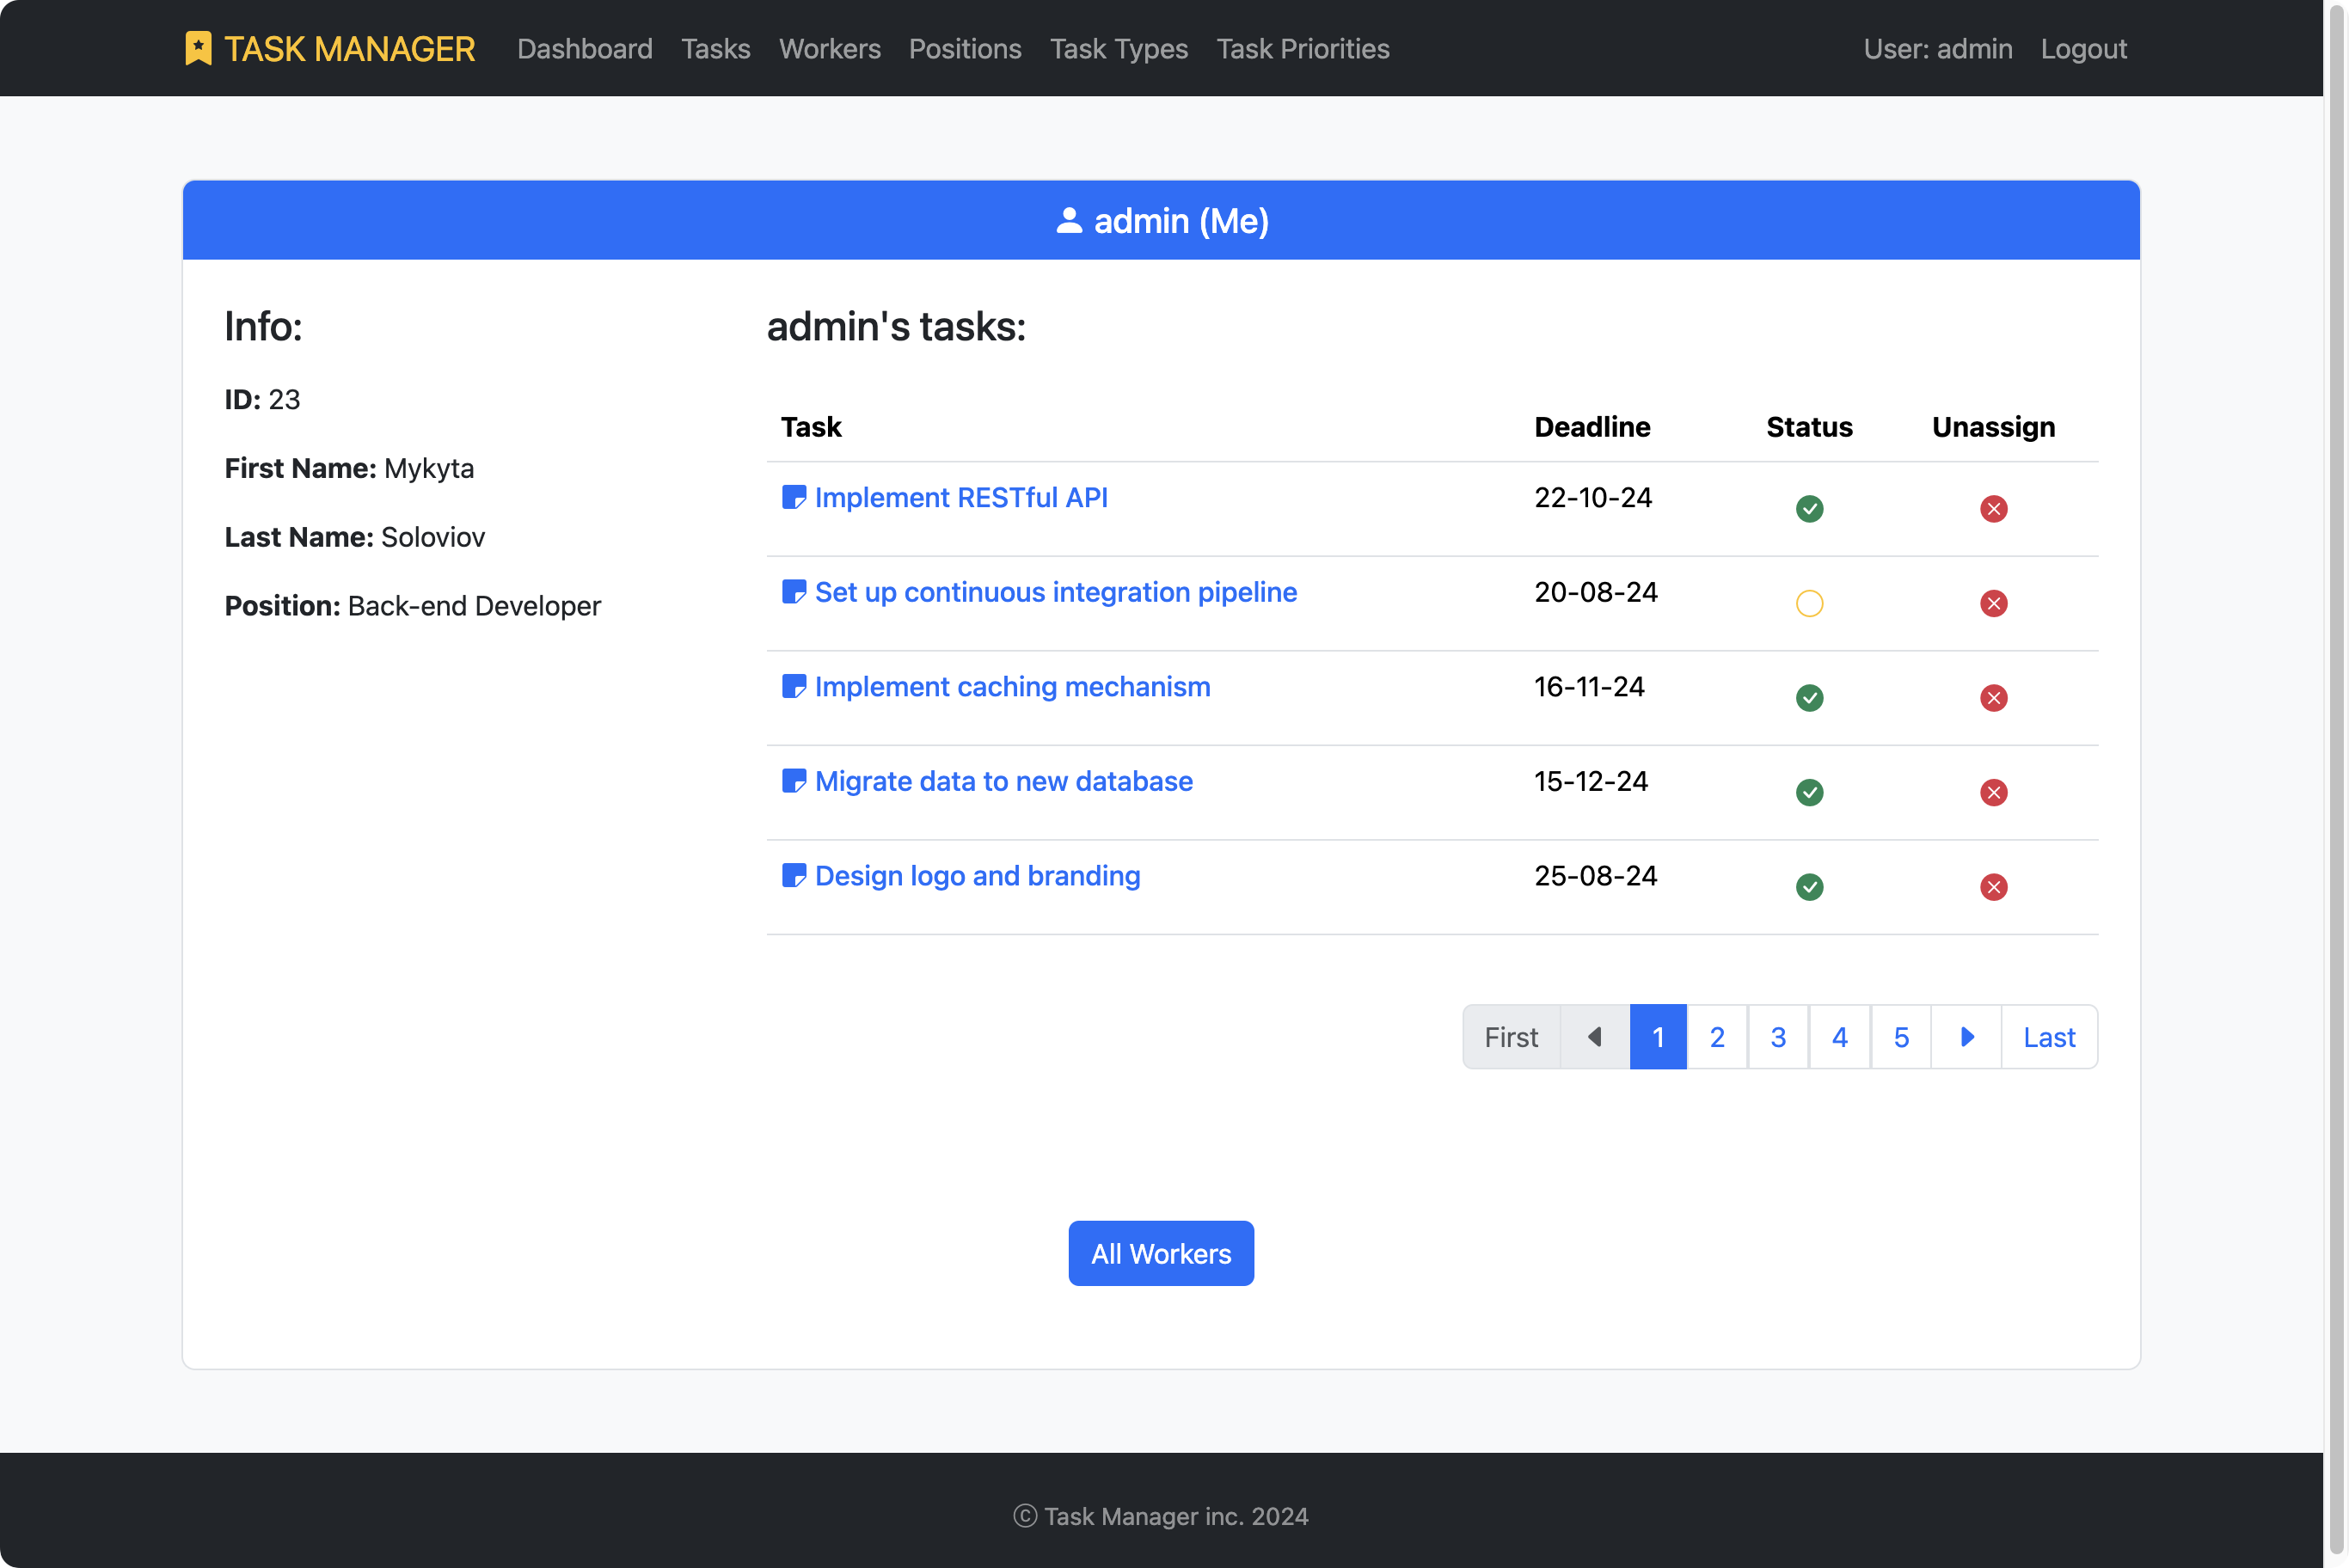 TASK MANAGER Dashboard Tasks Workers Positions Task Types Task Priorities User: admin Logout
admin (Me)
Info:
ID: 23
First Name: Mykyta
Last Name: Soloviov
Position: Back-end Developer
admin's tasks:
Task Deadline Status Unassign
Implement RESTful API 22-10-24
Set up continuous integration pipeline 20-08-24
Implement caching mechanism 16-11-24
Migrate data to new database 15-12-24
Design logo and branding 25-08-24
First 1 2 3 4 5 Last
All Workers
© Task Manager inc. 2024